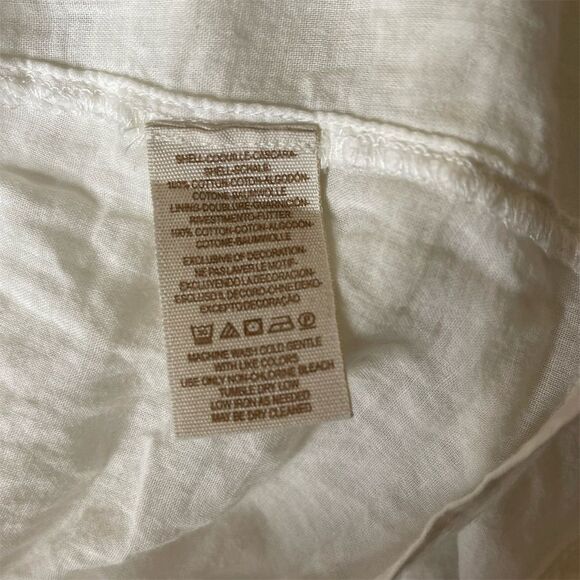 SHELL-COQUILLE-CASCARA-
SHELL-SCHALE
100% COTTON-COTON-ALGODÓN-
COTONE-BAUMWOLLE
LINING-DOUBLURE-GUARNICIÓN-
RIVESTIMENTO-FUTTER
100% COTTON-COTON-ALGODÓN-
COTONE-BAUMWOLLE
EXCLUSIVE OF DECORATION-
NE PAS LAVER LE MOTIF-
EXCLUYENDO LA DECORACION-
EXCLUSO IL DECORO-OHNE DEKO-
EXCEPTO DECORAÇÃO
MACHINE WASH COLD GENTLE
WITH LIKE COLORS
USE ONLY NON-CHLORINE BLEACH
TUMBLE DRY LOW
LOW IRON AS NEEDED
MAY BE DRY CLEANED